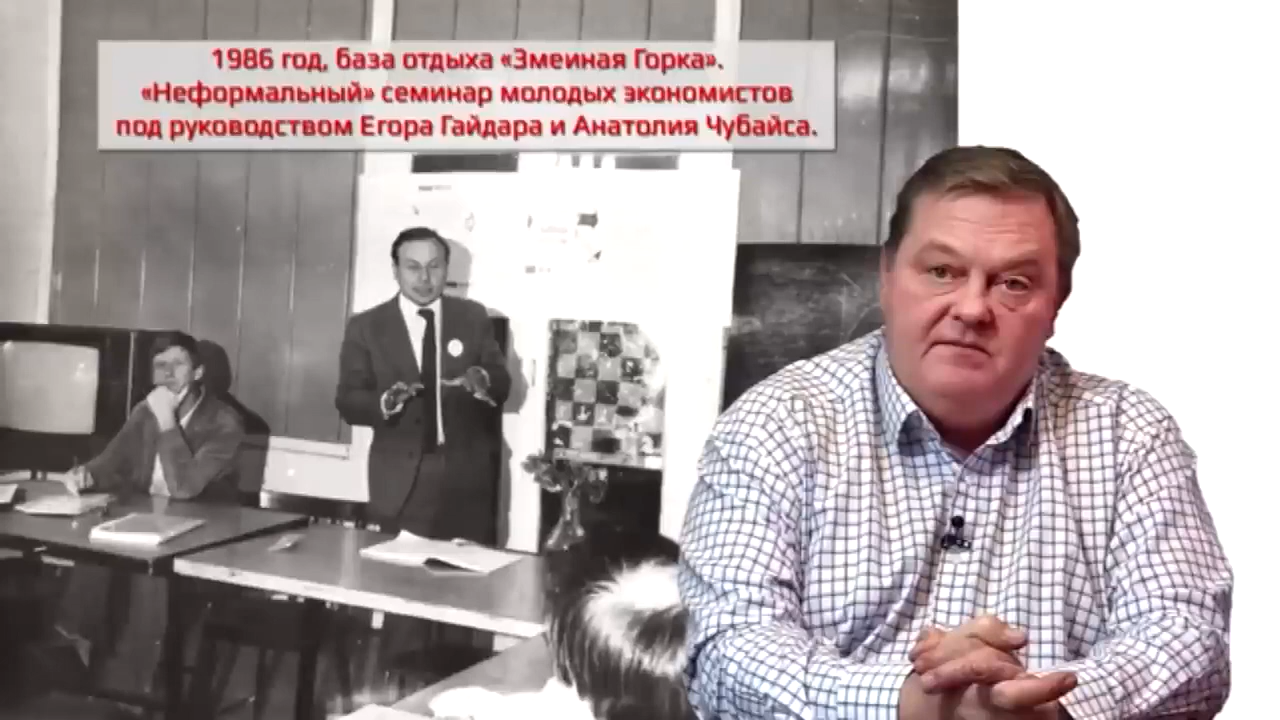 1986 год, база отдыха «Змеиная Горка».
«Неформальный» семинар молодых экономистов
под руководством Егора Гайдара и Анатолия Чубайса.